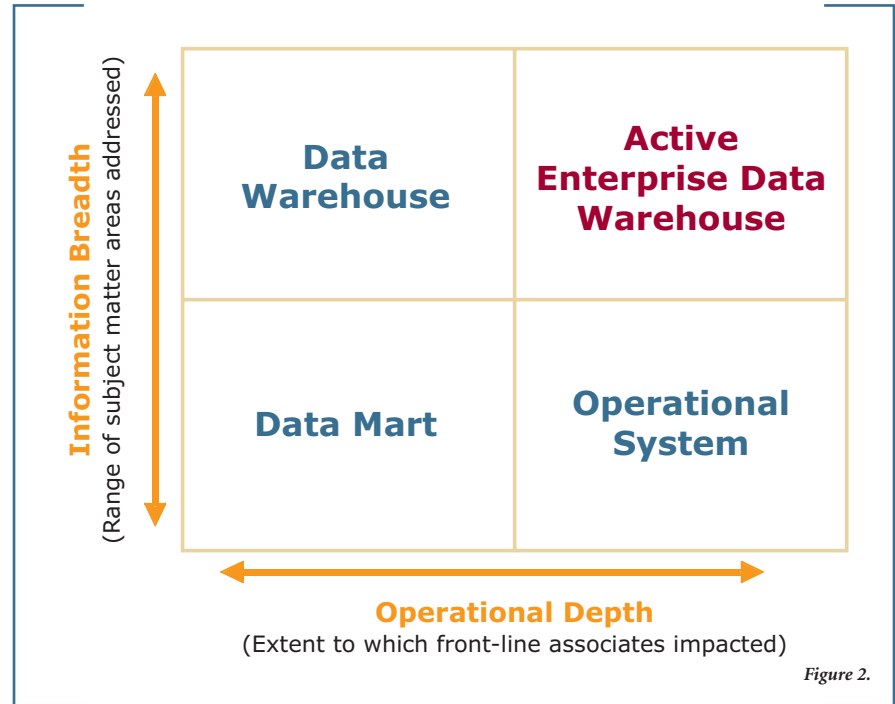 Information Breadth
(Range of subject matter areas addressed)
Data
Warehouse
Active
Enterprise Data
Warehouse
Data Mart
Operational
System
Operational Depth
(Extent to which front-line associates impacted)
Figure 2.